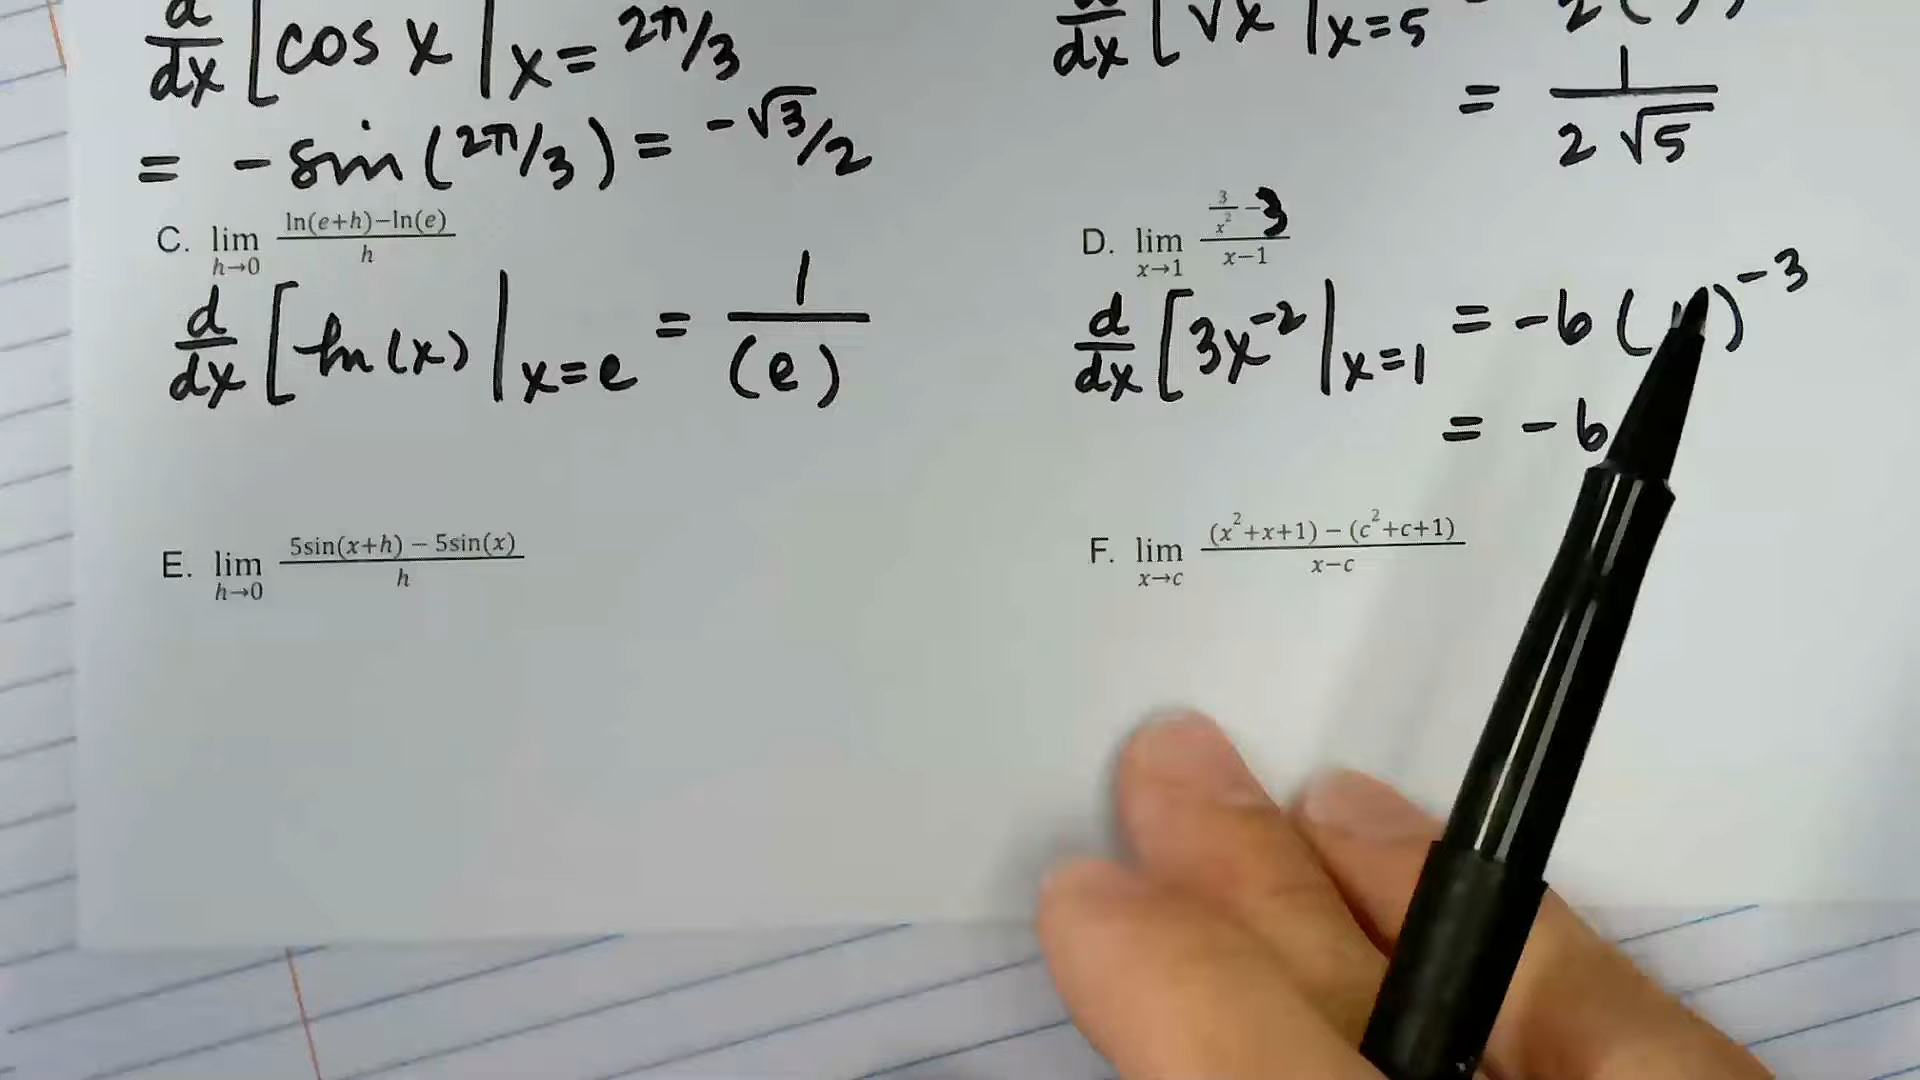 d/dx [cos x |x = 2π/3
= -sin(2π/3) = -√3/2
d/dx [√x |x=5
= 1/(2√5)
C. lim h→0 (ln(e+h)−ln(e))/h
d/dx [ln(x) |x=e = 1/(e)
D. lim x→1 (3/x² − 3)/(x−1)
d/dx [3x⁻² |x=1 = -6( )⁻³
= -6
E. lim h→0 (5sin(x+h) − 5sin(x))/h
F. lim x→c ((x²+x+1) − (c²+c+1))/(x−c)